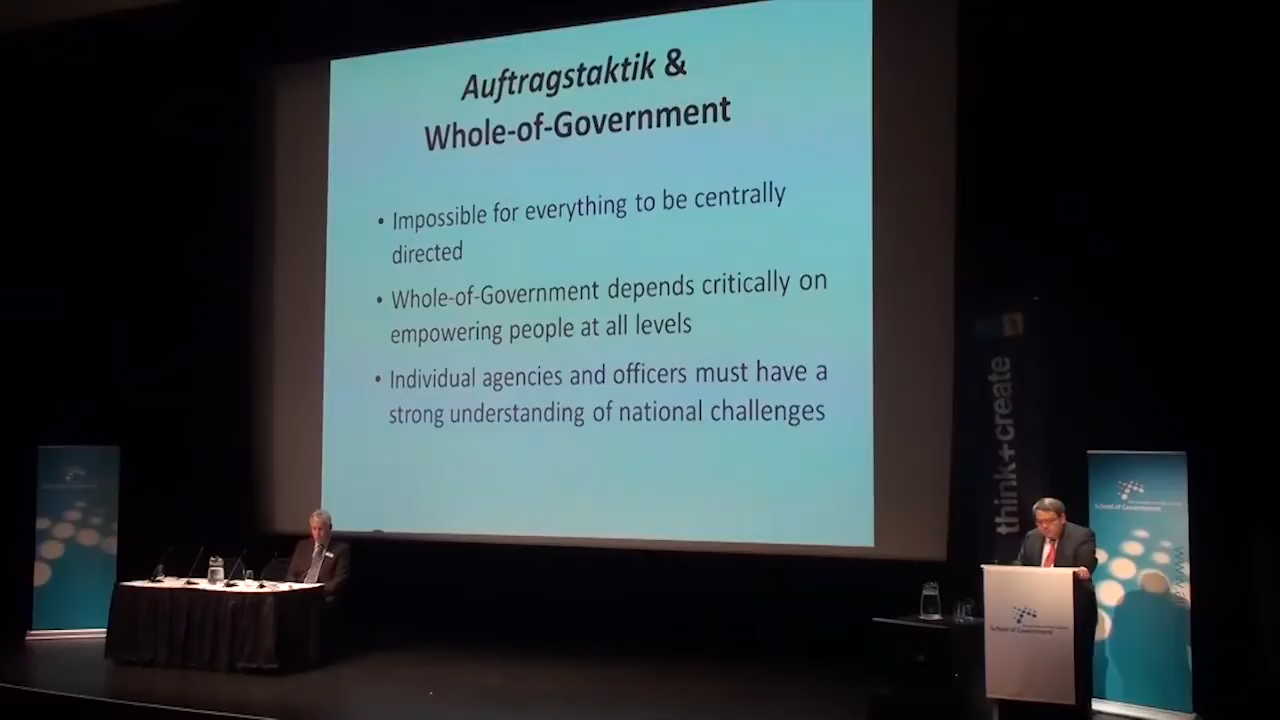 Auftragstaktik &
Whole-of-Government
• Impossible for everything to be centrally
directed
• Whole-of-Government depends critically on
empowering people at all levels
• Individual agencies and officers must have a
strong understanding of national challenges
think+create
School of Government
School of Government